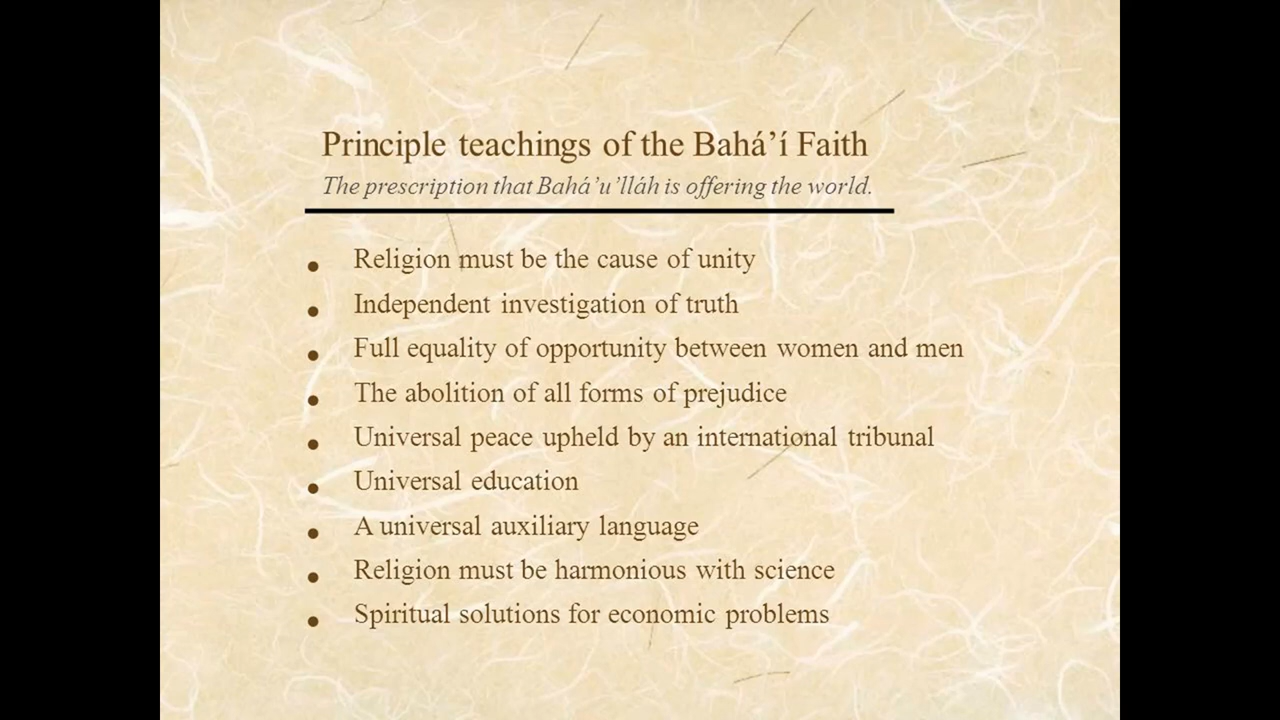 Principle teachings of the Bahá’í Faith
The prescription that Bahá’u’lláh is offering the world.
• Religion must be the cause of unity
• Independent investigation of truth
• Full equality of opportunity between women and men
• The abolition of all forms of prejudice
• Universal peace upheld by an international tribunal
• Universal education
• A universal auxiliary language
• Religion must be harmonious with science
• Spiritual solutions for economic problems